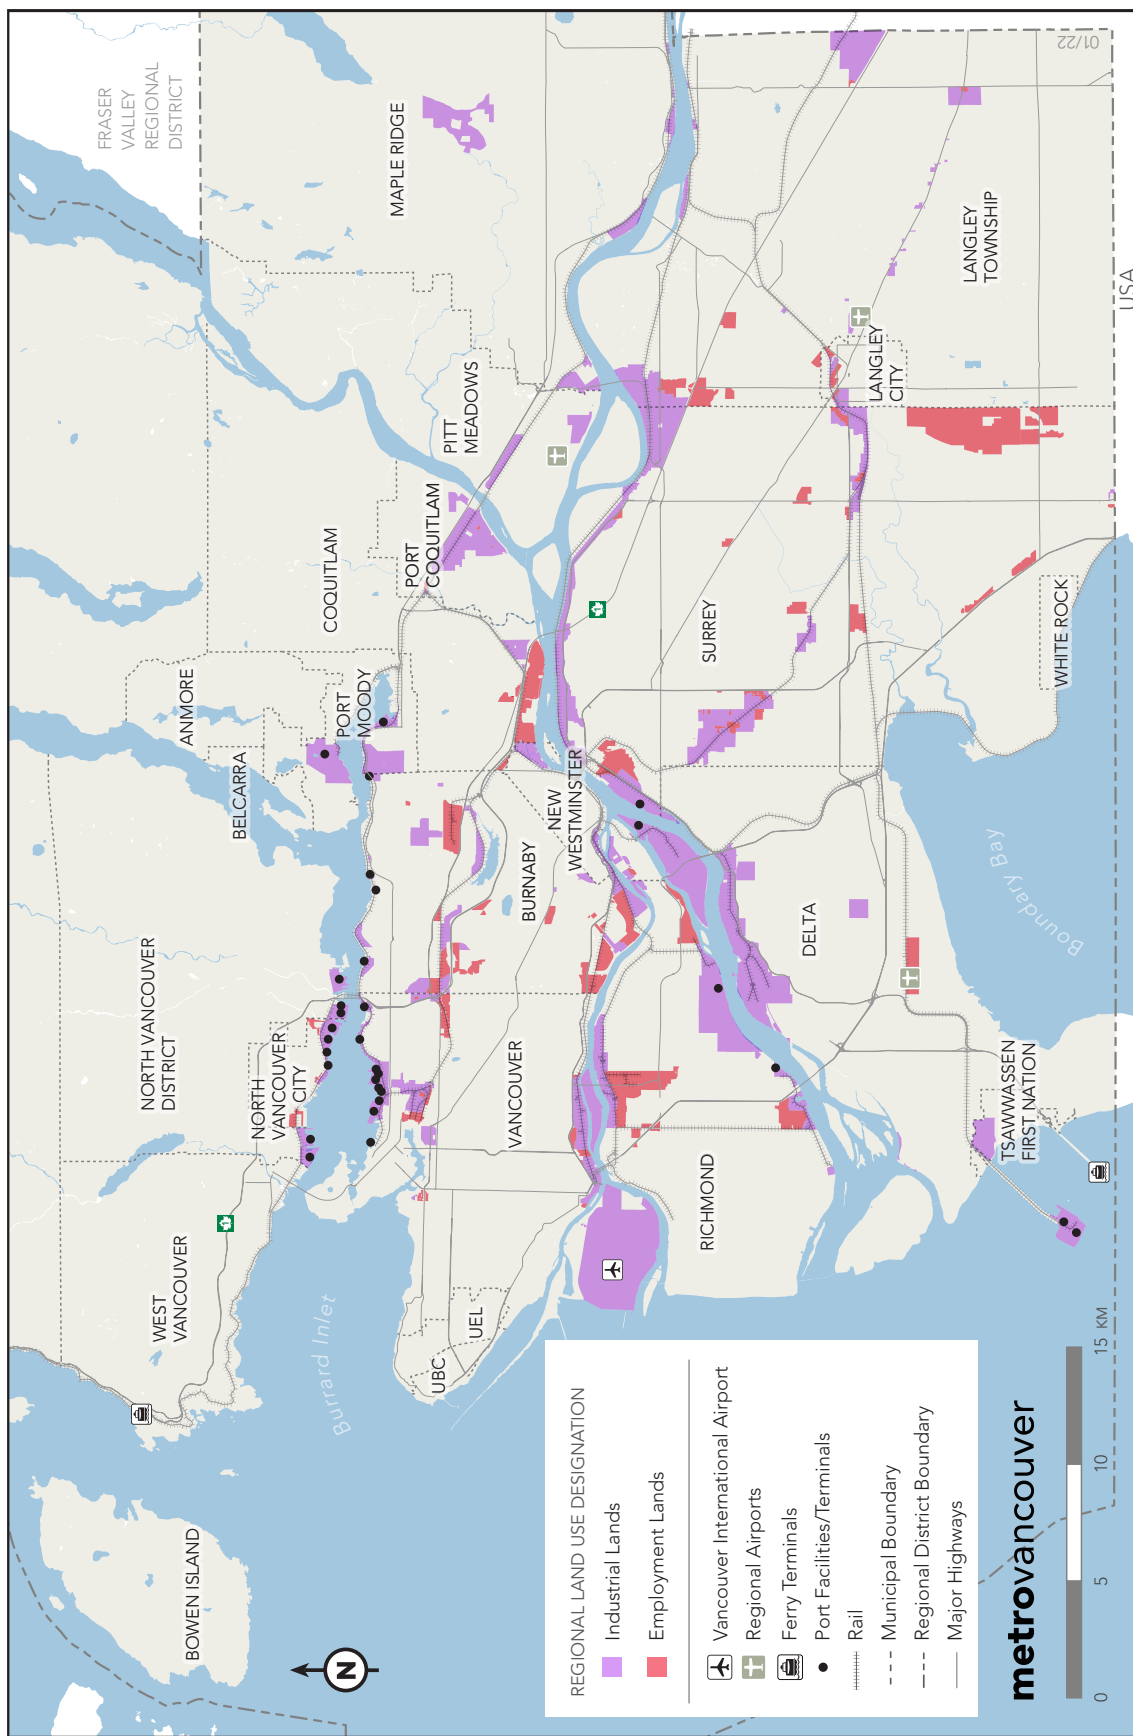 FRASER
VALLEY
REGIONAL
DISTRICT
BOWEN ISLAND
WEST
VANCOUVER
NORTH VANCOUVER
DISTRICT
NORTH
VANCOUVER
CITY
BELCARRA
ANMORE
PORT
MOODY
COQUITLAM
PORT
COQUITLAM
PITT
MEADOWS
MAPLE RIDGE
Burrard Inlet
UBC
UEL
VANCOUVER
BURNABY
NEW
WESTMINSTER
RICHMOND
DELTA
SURREY
LANGLEY
CITY
LANGLEY
TOWNSHIP
TSAWWASSEN
FIRST NATION
Boundary Bay
WHITE ROCK
USA
01/22
1
1
REGIONAL LAND USE DESIGNATION
Industrial Lands
Employment Lands
Vancouver International Airport
Regional Airports
Ferry Terminals
Port Facilities/Terminals
Rail
Municipal Boundary
Regional District Boundary
Major Highways
N
metrovancouver
0 5 10 15 KM